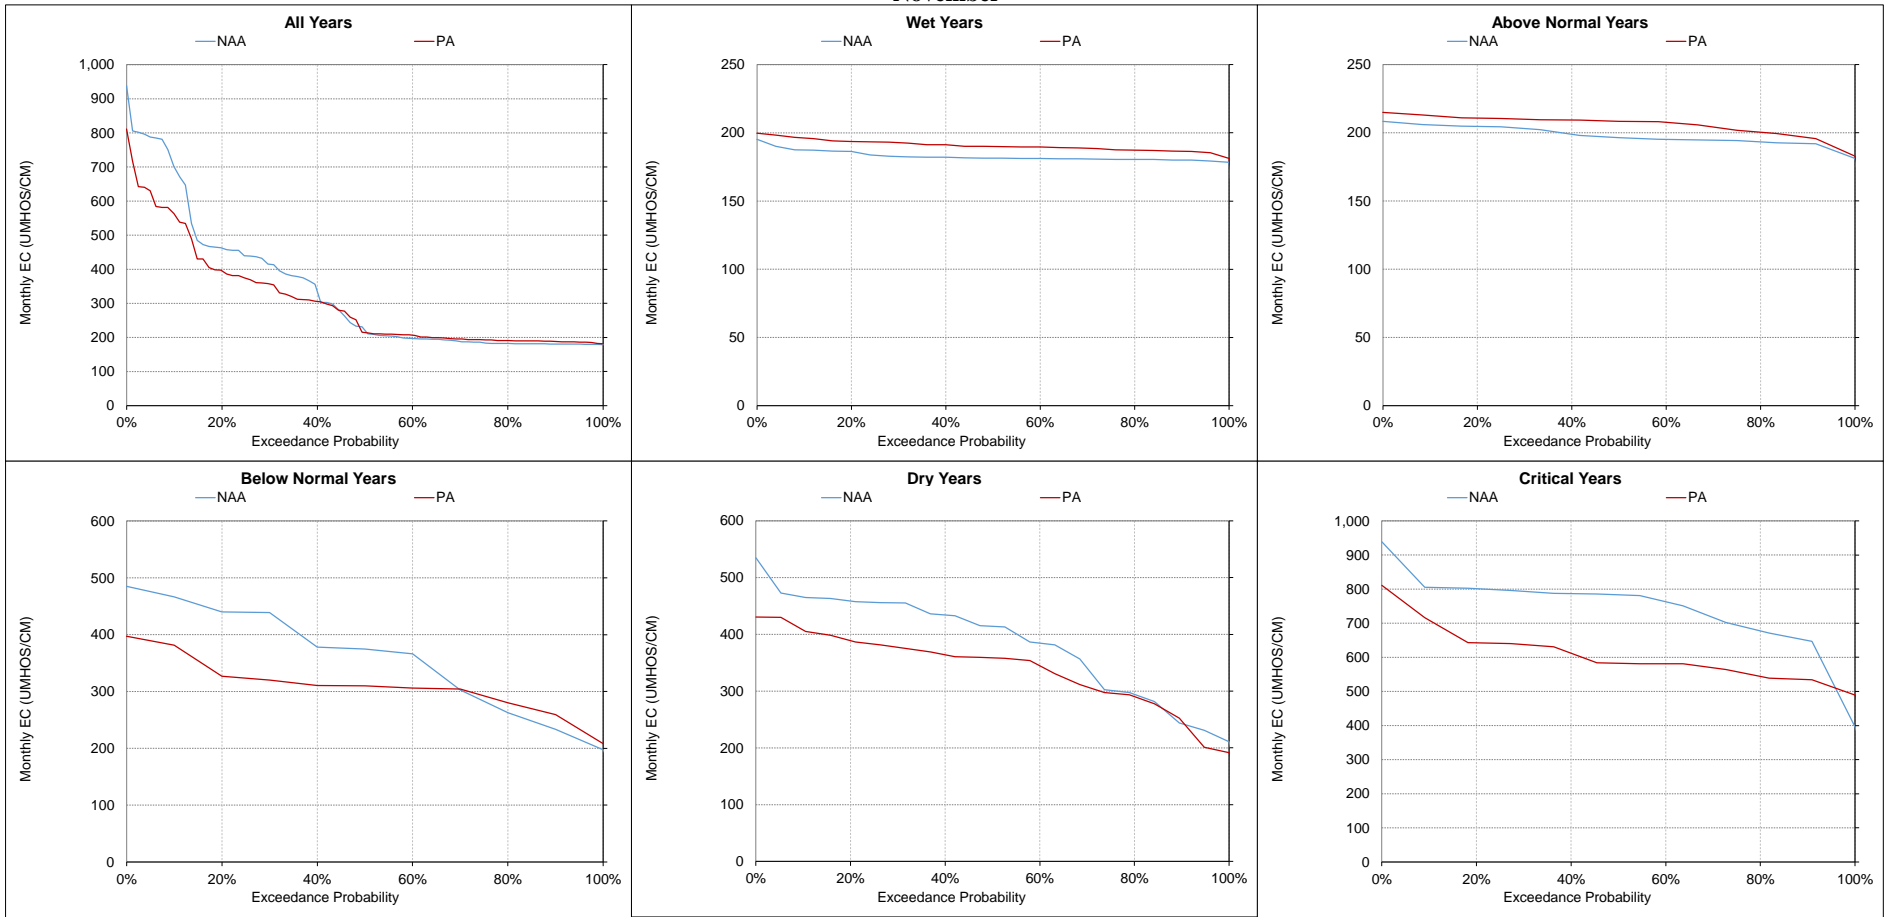 All Years
NAA PA
1,000
900
800
700
600
500
400
300
200
100
0
Monthly EC (UMHOS/CM)
0% 20% 40% 60% 80% 100%
Exceedance Probability
Wet Years
NAA PA
250
200
150
100
50
0
Monthly EC (UMHOS/CM)
0% 20% 40% 60% 80% 100%
Exceedance Probability
Above Normal Years
NAA PA
250
200
150
100
50
0
Monthly EC (UMHOS/CM)
0% 20% 40% 60% 80% 100%
Exceedance Probability
Below Normal Years
NAA PA
600
500
400
300
200
100
0
Monthly EC (UMHOS/CM)
0% 20% 40% 60% 80% 100%
Exceedance Probability
Dry Years
NAA PA
600
500
400
300
200
100
0
Monthly EC (UMHOS/CM)
0% 20% 40% 60% 80% 100%
Exceedance Probability
Critical Years
NAA PA
1,000
900
800
700
600
500
400
300
200
100
0
Monthly EC (UMHOS/CM)
0% 20% 40% 60% 80% 100%
Exceedance Probability